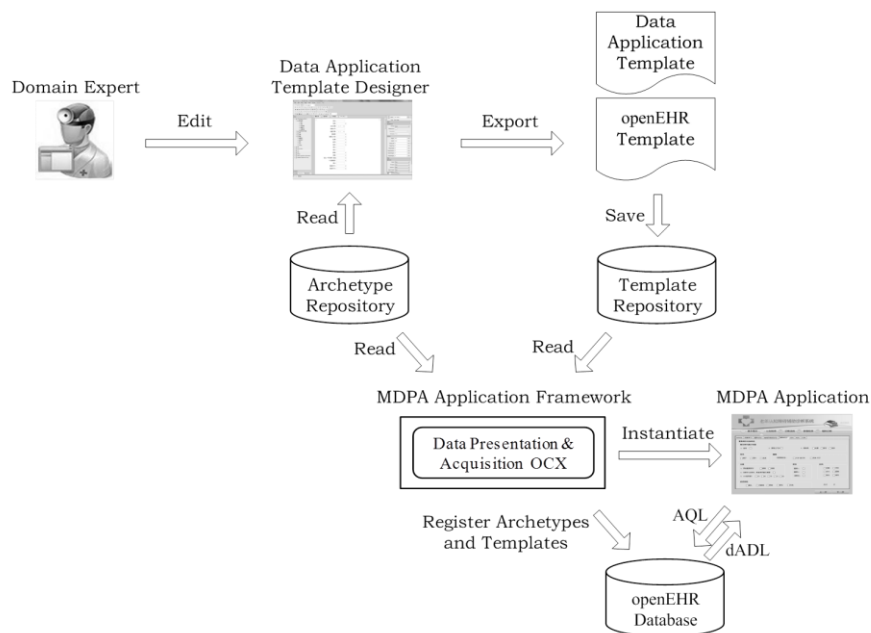 Domain Expert
Edit
Data Application
Template Designer
Export
Data
Application
Template
openEHR
Template
Read
Save
Archetype
Repository
Template
Repository
Read
Read
MDPA Application Framework
MDPA Application
Data Presentation &
Acquisition OCX
Instantiate
Register Archetypes
and Templates
AQL
dADL
openEHR
Database